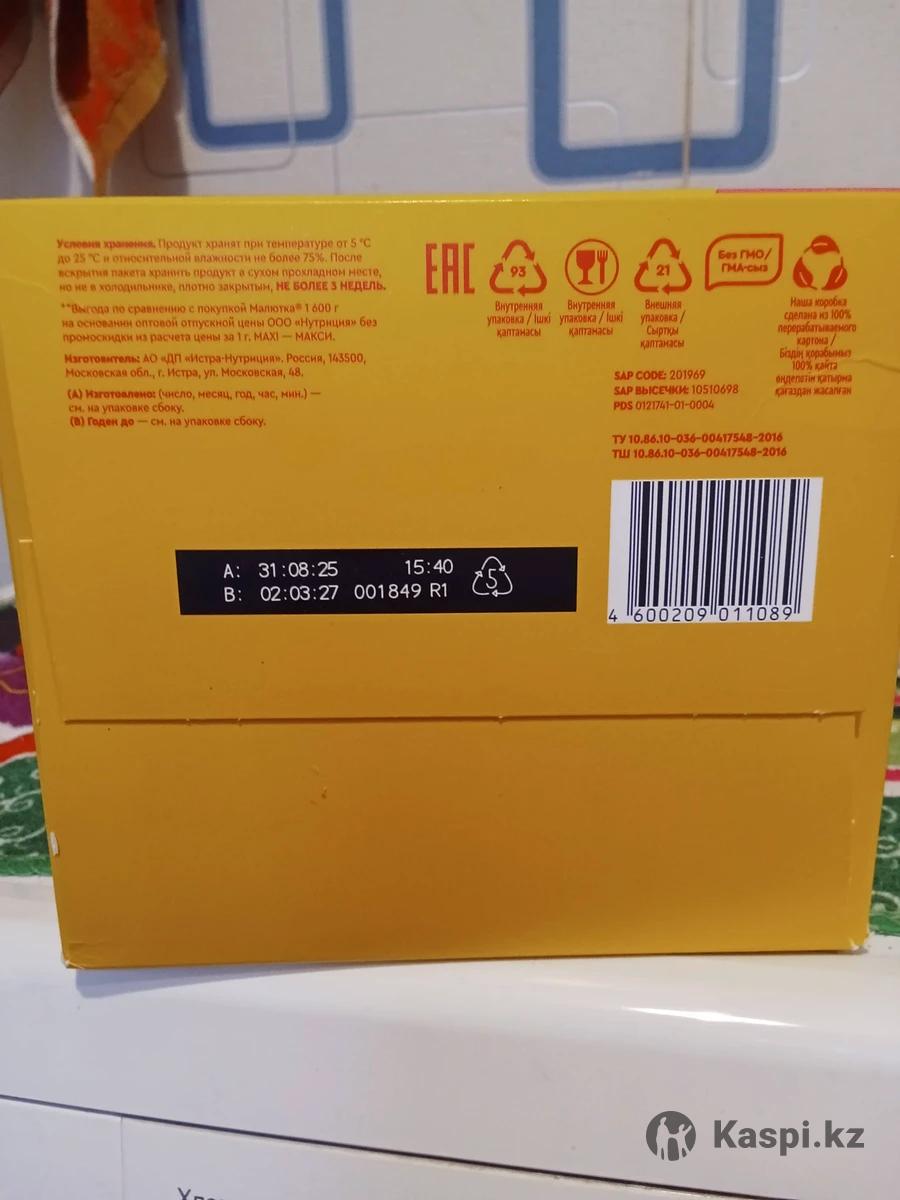 Условия хранения. Продукт хранят при температуре от 5 °C
до 25 °C и относительной влажности не более 75%. После
вскрытия пакета хранить продукт в сухом прохладном месте,
но не в холодильнике, плотно закрытым, НЕ БОЛЕЕ 3 НЕДЕЛЬ.
**Выгода по сравнению с покупкой Малютка® 1 600 г
на основании оптовой отпускной цены ООО «Нутриция» без
промоскидки из расчета цены за 1 г. MAXI — МАКСИ.
Изготовитель: АО «ДП «Истра-Нутриция». Россия, 143500,
Московская обл., г. Истра, ул. Московская, 48.
(A) Изготовлено: (число, месяц, год, час, мин.) —
см. на упаковке сбоку.
(B) Годен до — см. на упаковке сбоку.
EAC
93
Внутренняя
упаковка / Ішкі
қаптамасы
Внутренняя
упаковка / Ішкі
қаптамасы
21
Внешняя
упаковка /
Сыртқы
қаптамасы
Без ГМО/
ГМА-сыз
Наша коробка
сделана из 100%
перерабатываемого
картона /
Біздің қорабымыз
100% қайта
өңделетін қатырма
қағаздан жасалған
SAP CODE: 201969
SAP ВЫСЕЧКИ: 10510698
PDS 0121741-01-0004
ТУ 10.86.10-036-00417548-2016
ТШ 10.86.10-036-00417548-2016
A: 31:08:25 15:40
B: 02:03:27 001849 R1
5
4 600209 011089
Kaspi.kz